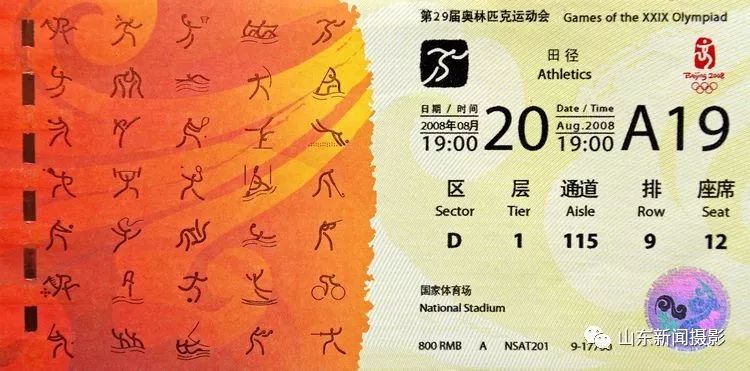 第29届奥林匹克运动会 Games of the XXIX Olympiad
田径
Athletics
Beijing 2008
日期 / 时间 Date / Time
2008年08月 20 Aug.2008 A19
19:00 19:00
区 层 通道 排 座席
Sector Tier Aisle Row Seat
D 1 115 9 12
国家体育场
National Stadium
800 RMB A NSAT201
山东新闻摄影